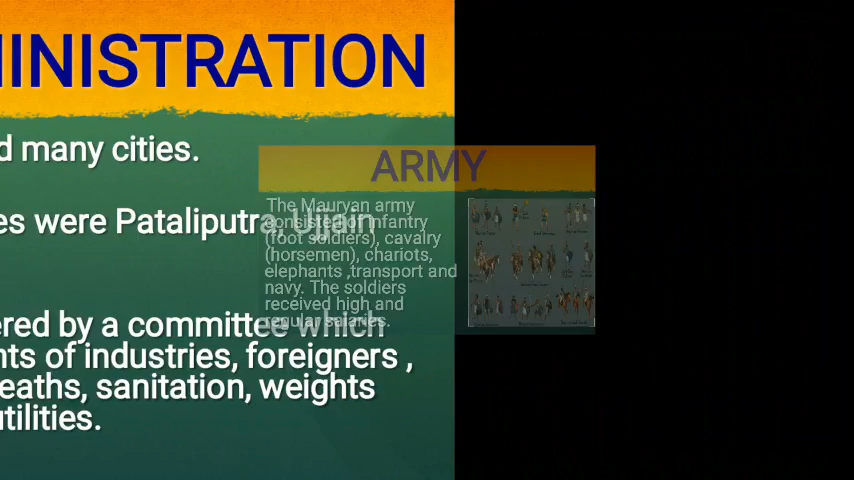 INISTRATION
d many cities.
es were Pataliputra, Ujjain
ered by a committee which
nts of industries, foreigners ,
eaths, sanitation, weights
utilities.
ARMY
The Mauryan army
consisted of infantry
(foot soldiers), cavalry
(horsemen), chariots,
elephants ,transport and
navy. The soldiers
received high and
regular salaries.